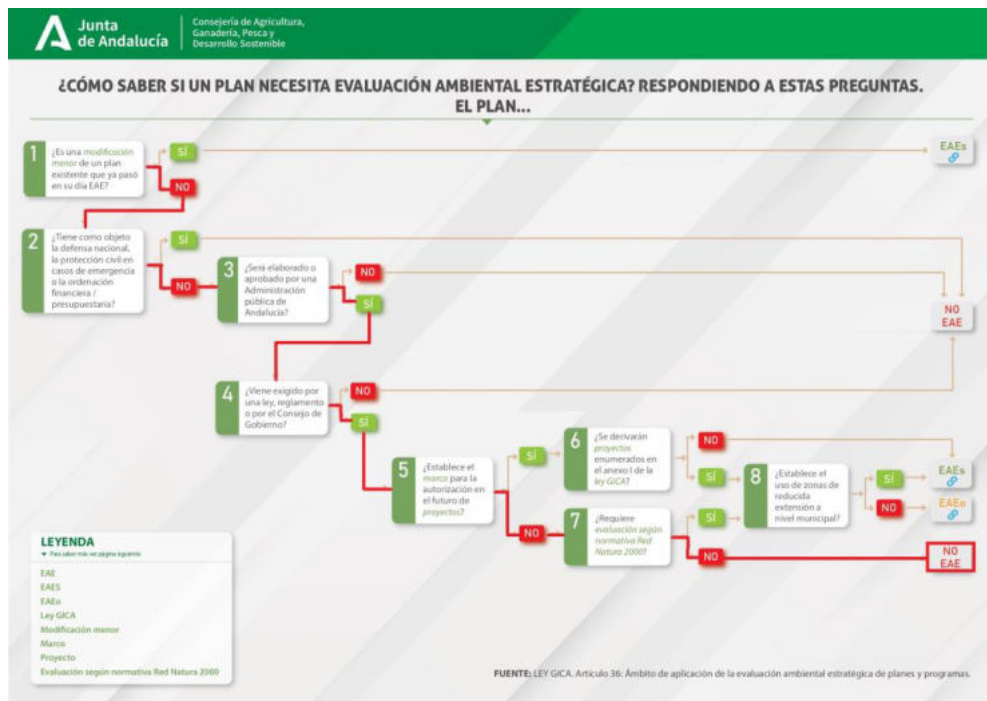 Junta
de Andalucía
Consejería de Agricultura,
Ganadería, Pesca y
Desarrollo Sostenible
¿CÓMO SABER SI UN PLAN NECESITA EVALUACIÓN AMBIENTAL ESTRATÉGICA? RESPONDIENDO A ESTAS PREGUNTAS.
EL PLAN...
1
¿Es una modificación
menor de un plan
existente que ya pasó
en su día EAE?
SÍ
NO
EAEs
2
¿Tiene como objeto
la defensa nacional,
la protección civil en
casos de emergencia
o la ordenación
financiera /
presupuestaria?
SÍ
NO
3
¿Será elaborado o
aprobado por una
Administración
pública de
Andalucía?
NO
SÍ
NO
EAE
4
¿Viene exigido por
una ley, reglamento
o por el Consejo de
Gobierno?
NO
SÍ
5
¿Establece el
marco para la
autorización en
el futuro de
proyectos?
SÍ
NO
6
¿Se derivarán
proyectos
enumerados en
el anexo I de la
ley GICA?
NO
SÍ
7
¿Requiere
evaluación según
normativa Red
Natura 2000?
SÍ
NO
8
¿Establece el
uso de zonas de
reducida
extensión a
nivel municipal?
SÍ
NO
EAEs
EAEo
NO
EAE
LEYENDA
Para saber más ver página siguiente
EAE
EAES
EAEo
Ley GICA
Modificación menor
Marco
Proyecto
Evaluación según normativa Red Natura 2000
FUENTE: LEY GICA. Artículo 36: Ámbito de aplicación de la evaluación ambiental estratégica de planes y programas.